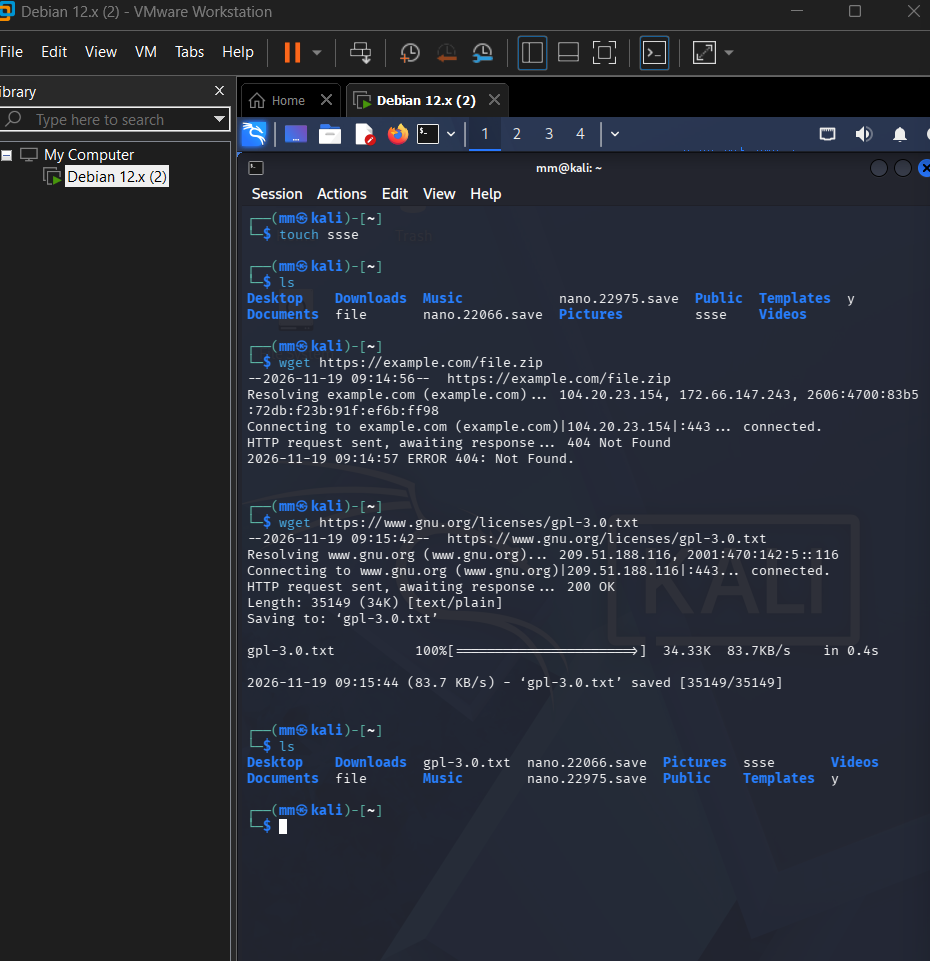 Debian 12.x (2) - VMware Workstation
File Edit View VM Tabs Help
ibrary
Type here to search
My Computer
Debian 12.x (2)
Home
Debian 12.x (2)
1 2 3 4
mm@kali: ~
Session Actions Edit View Help
┌──(mm㉿kali)-[~]
└─$ touch ssse
Trash
┌──(mm㉿kali)-[~]
└─$ ls
Desktop Downloads Music nano.22975.save Public Templates y
Documents file nano.22066.save Pictures ssse Videos
┌──(mm㉿kali)-[~]
└─$ wget https://example.com/file.zip
--2026-11-19 09:14:56-- https://example.com/file.zip
Resolving example.com (example.com)... 104.20.23.154, 172.66.147.243, 2606:4700:83b5
:72db:f23b:91f:ef6b:ff98
Connecting to example.com (example.com)|104.20.23.154|:443... connected.
HTTP request sent, awaiting response... 404 Not Found
2026-11-19 09:14:57 ERROR 404: Not Found.
┌──(mm㉿kali)-[~]
└─$ wget https://www.gnu.org/licenses/gpl-3.0.txt
--2026-11-19 09:15:42-- https://www.gnu.org/licenses/gpl-3.0.txt
Resolving www.gnu.org (www.gnu.org)... 209.51.188.116, 2001:470:142:5::116
Connecting to www.gnu.org (www.gnu.org)|209.51.188.116|:443... connected.
HTTP request sent, awaiting response... 200 OK
Length: 35149 (34K) [text/plain]
Saving to: ‘gpl-3.0.txt’
KALI
gpl-3.0.txt 100%[======================>] 34.33K 83.7KB/s in 0.4s
2026-11-19 09:15:44 (83.7 KB/s) - ‘gpl-3.0.txt’ saved [35149/35149]
┌──(mm㉿kali)-[~]
└─$ ls
Desktop Downloads gpl-3.0.txt nano.22066.save Pictures ssse Videos
Documents file Music nano.22975.save Public Templates y
┌──(mm㉿kali)-[~]
└─$